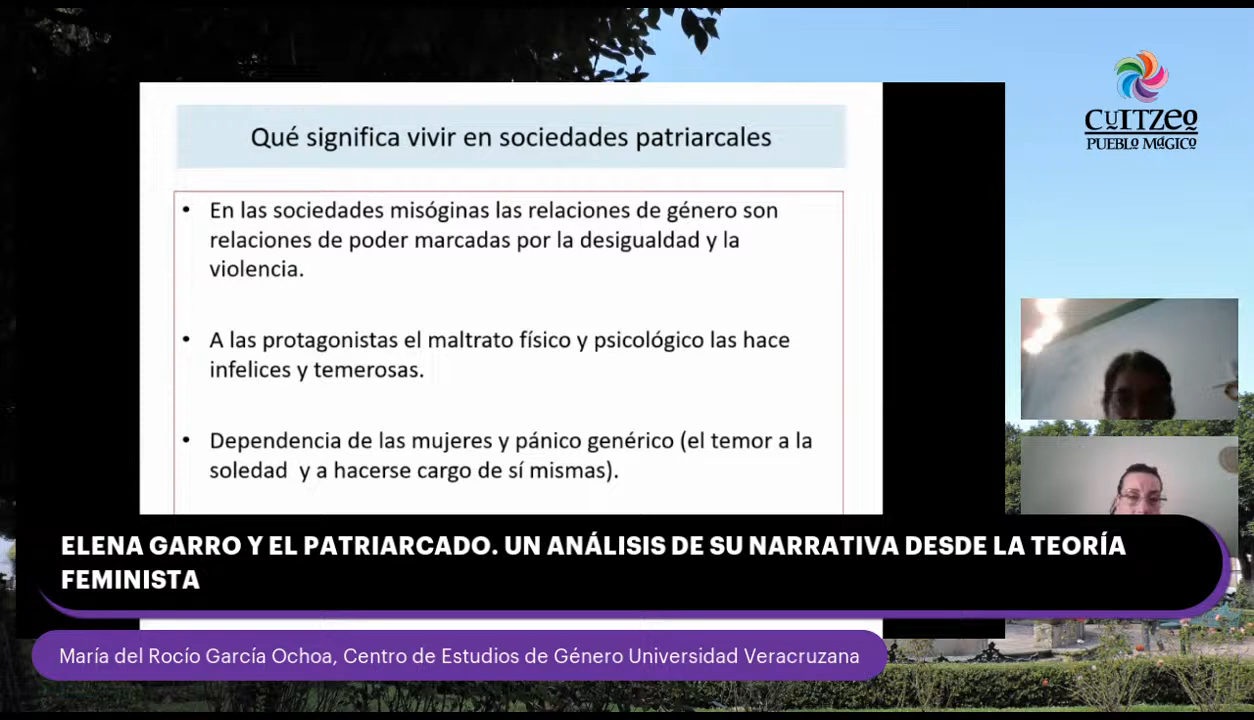 CUITZEO
PUEBLO MÁGICO
Qué significa vivir en sociedades patriarcales
• En las sociedades misóginas las relaciones de género son
relaciones de poder marcadas por la desigualdad y la
violencia.
• A las protagonistas el maltrato físico y psicológico las hace
infelices y temerosas.
• Dependencia de las mujeres y pánico genérico (el temor a la
soledad y a hacerse cargo de sí mismas).
ELENA GARRO Y EL PATRIARCADO. UN ANÁLISIS DE SU NARRATIVA DESDE LA TEORÍA
FEMINISTA
María del Rocío García Ochoa, Centro de Estudios de Género Universidad Veracruzana